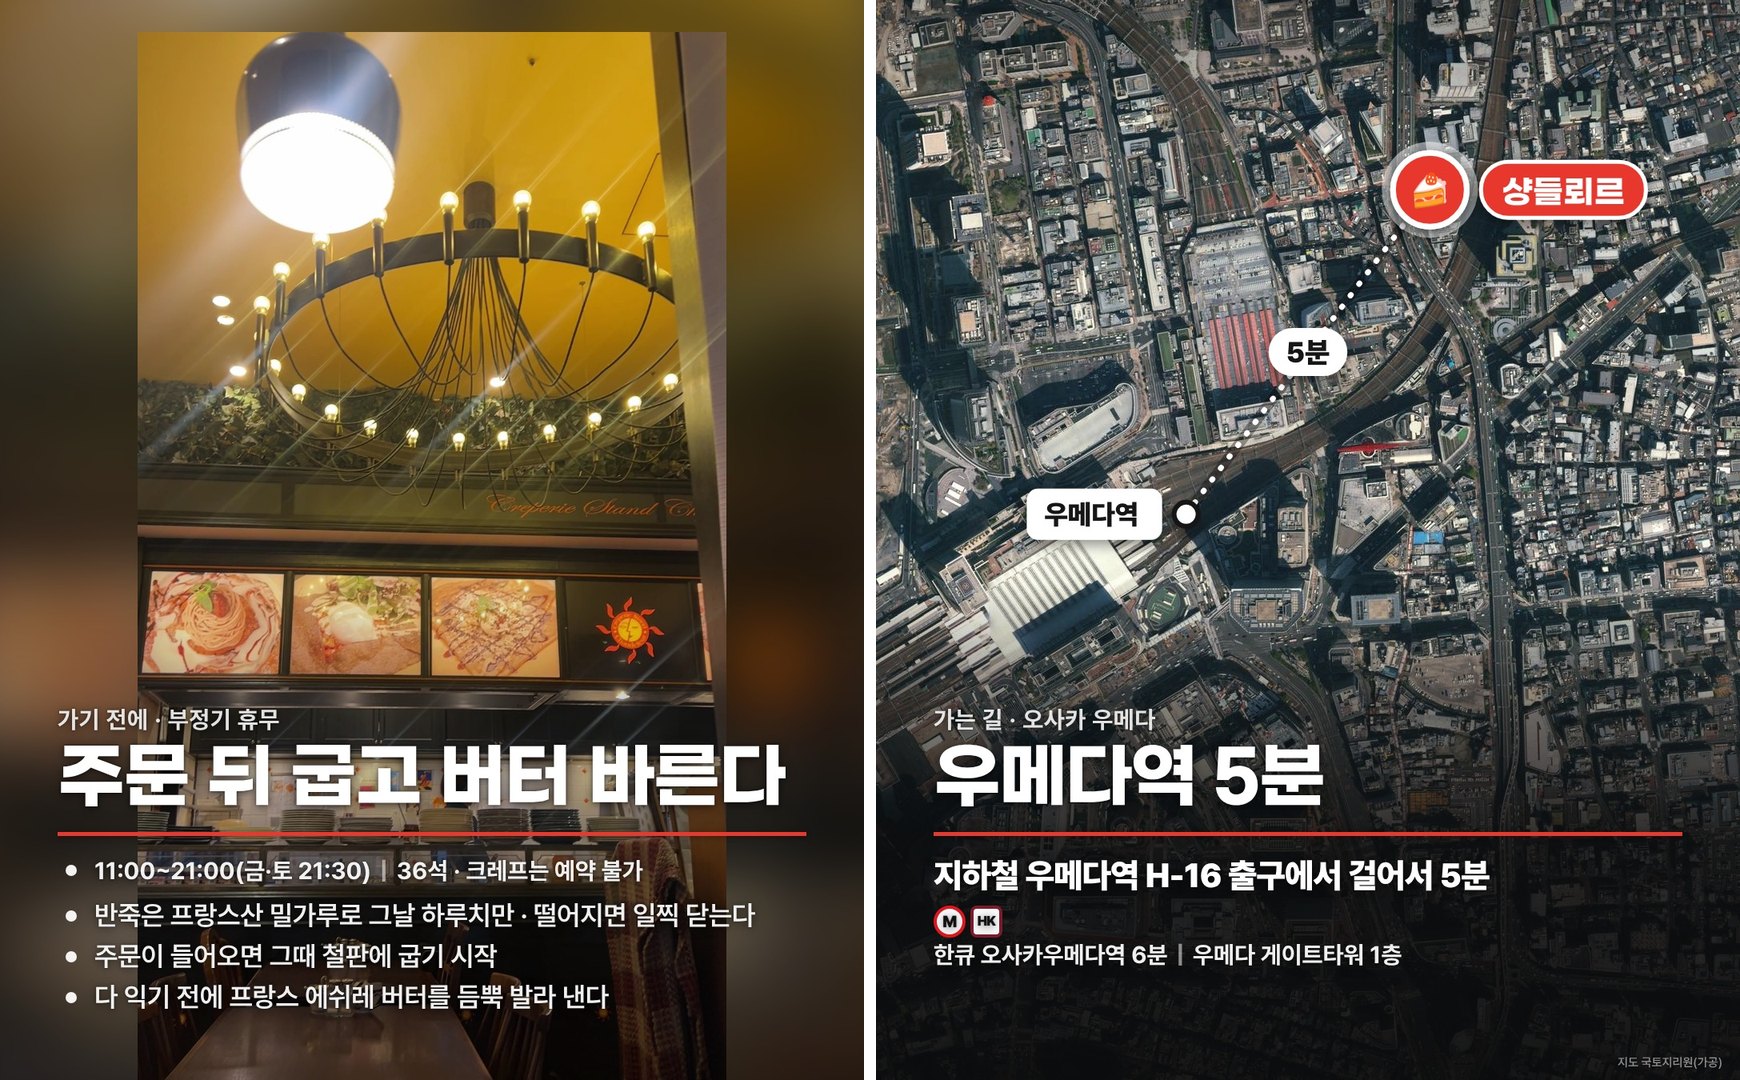 Creperie Stand
가기 전에 · 부정기 휴무
주문 뒤 굽고 버터 바른다
11:00~21:00(금·토 21:30) | 36석 · 크레프는 예약 불가
반죽은 프랑스산 밀가루로 그날 하루치만 · 떨어지면 일찍 닫는다
주문이 들어오면 그때 철판에 굽기 시작
다 익기 전에 프랑스 에쉬레 버터를 듬뿍 발라 낸다
샹들뢰르
5분
우메다역
가는 길 · 오사카 우메다
우메다역 5분
지하철 우메다역 H-16 출구에서 걸어서 5분
M HK
한큐 오사카우메다역 6분 | 우메다 게이트타워 1층
지도 국토지리원(가공)